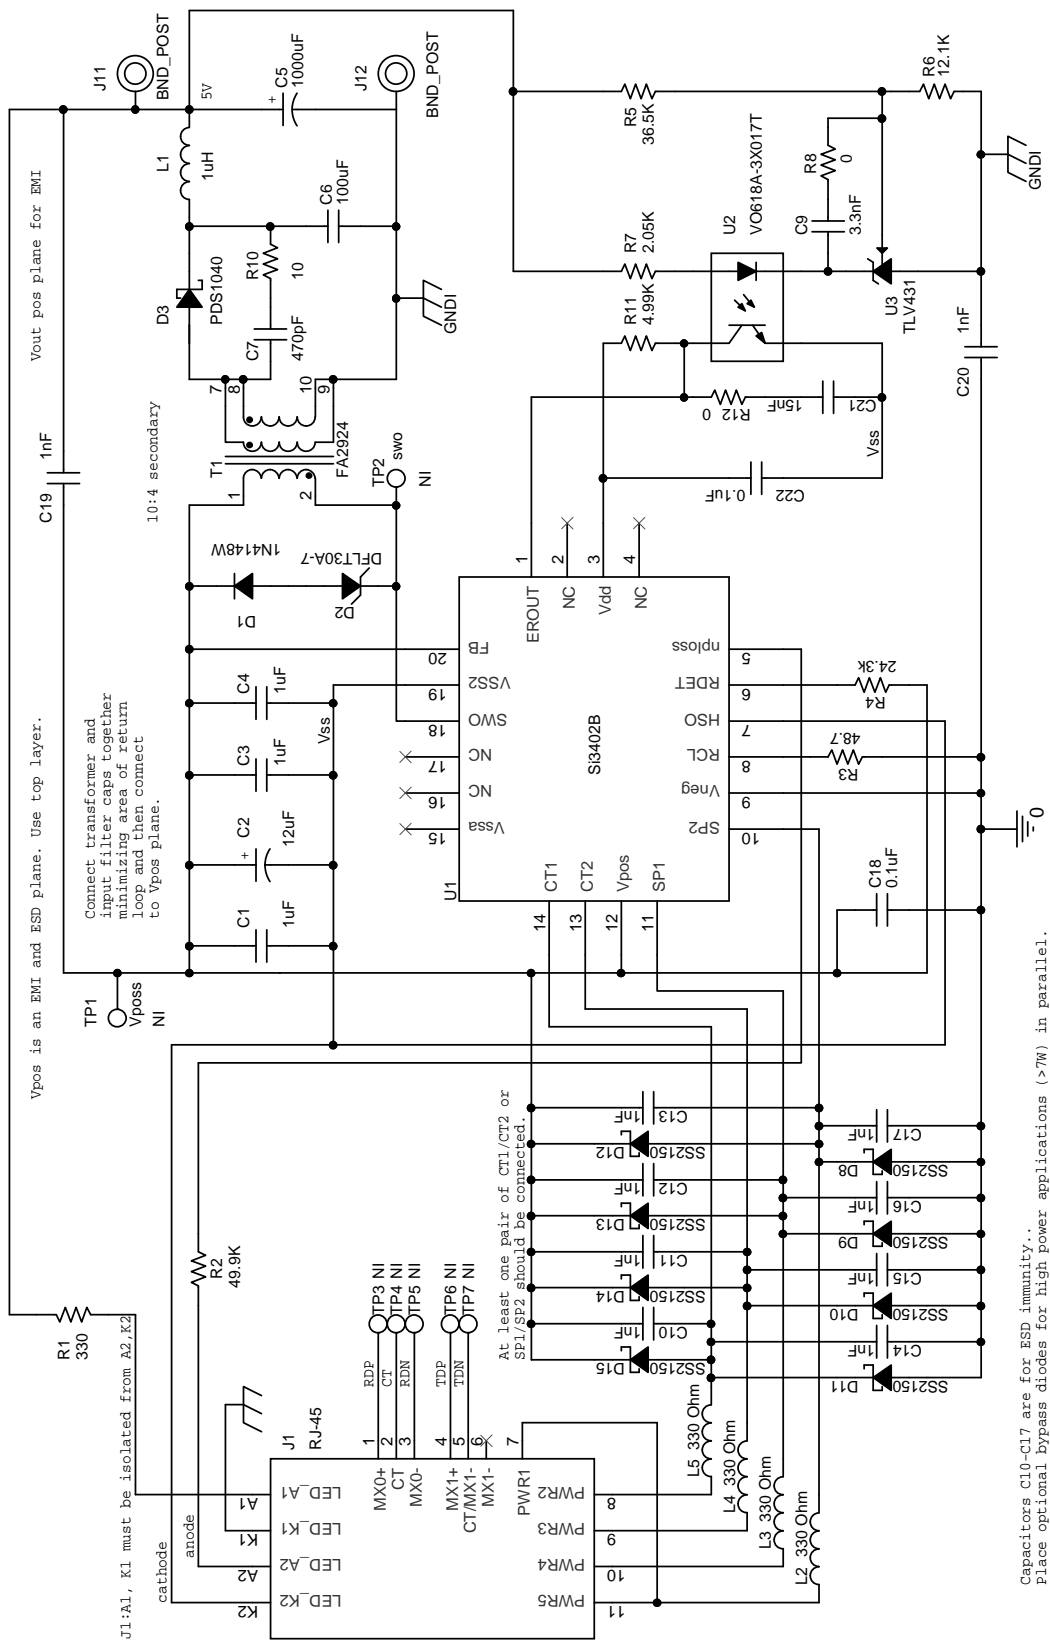 Vpos is an EMI and ESD plane. Use top layer.
Vout pos plane for EMI
J1:A1, K1 must be isolated from A2,K2
cathode
anode
R1
330
R2
49.9K
J1
RJ-45
K2
A2
K1
A1
LED_K2
LED_A2
LED_K1
LED_A1
1
2
3
4
5
6
7
MX0+
CT
MX0-
MX1+
CT/MX1-
MX1-
PWR1
PWR5
PWR4
PWR3
PWR2
11
10
9
8
RDP
CT
RDN
TDP
TDN
TP3 NI
TP4 NI
TP5 NI
TP6 NI
TP7 NI
L5 330 Ohm
L4 330 Ohm
L3 330 Ohm
L2 330 Ohm
At least one pair of CT1/CT2 or
SP1/SP2 should be connected.
D15
SS2150
C10
1nF
D14
SS2150
C11
1nF
D13
SS2150
C12
1nF
D12
SS2150
C13
1nF
D11
SS2150
C14
1nF
D10
SS2150
C15
1nF
D9
SS2150
C16
1nF
D8
SS2150
C17
1nF
Capacitors C10-C17 are for ESD immunity..
Place optional bypass diodes for high power applications (>7W) in parallel.
TP1
Vposs
NI
Connect transformer and
input filter caps together
minimizing area of return
loop and then connect
to Vpos plane.
C1
1uF
C2
+
12uF
C3
1uF
C4
1uF
Vss
D1
1N4148W
D2
DFLT30A-7
C19
1nF
10:4 secondary
T1
FA2924
1
2
7
8
10
9
TP2
swo
NI
D3
PDS1040
C7
470pF
R10
10
C6
100uF
L1
1uH
5V
C5
+
1000uF
J11
BND_POST
J12
BND_POST
GNDI
U1
Si3402B
15
16
17
18
19
20
Vssa
NC
NC
SWO
VSS2
FB
14
13
12
11
CT1
CT2
Vpos
SP1
1
2
3
4
EROUT
NC
Vdd
NC
10
9
8
7
6
5
SP2
Vneg
RCL
HSO
RDET
nploss
C18
0.1uF
R3
48.7
R4
24.3k
0
C22
0.1uF
Vss
R12
0
C21
15nF
R11
4.99K
R7
2.05K
U2
VO618A-3X017T
R5
36.5K
R6
12.1K
C9
3.3nF
R8
0
U3
TLV431
C20
1nF
GNDI